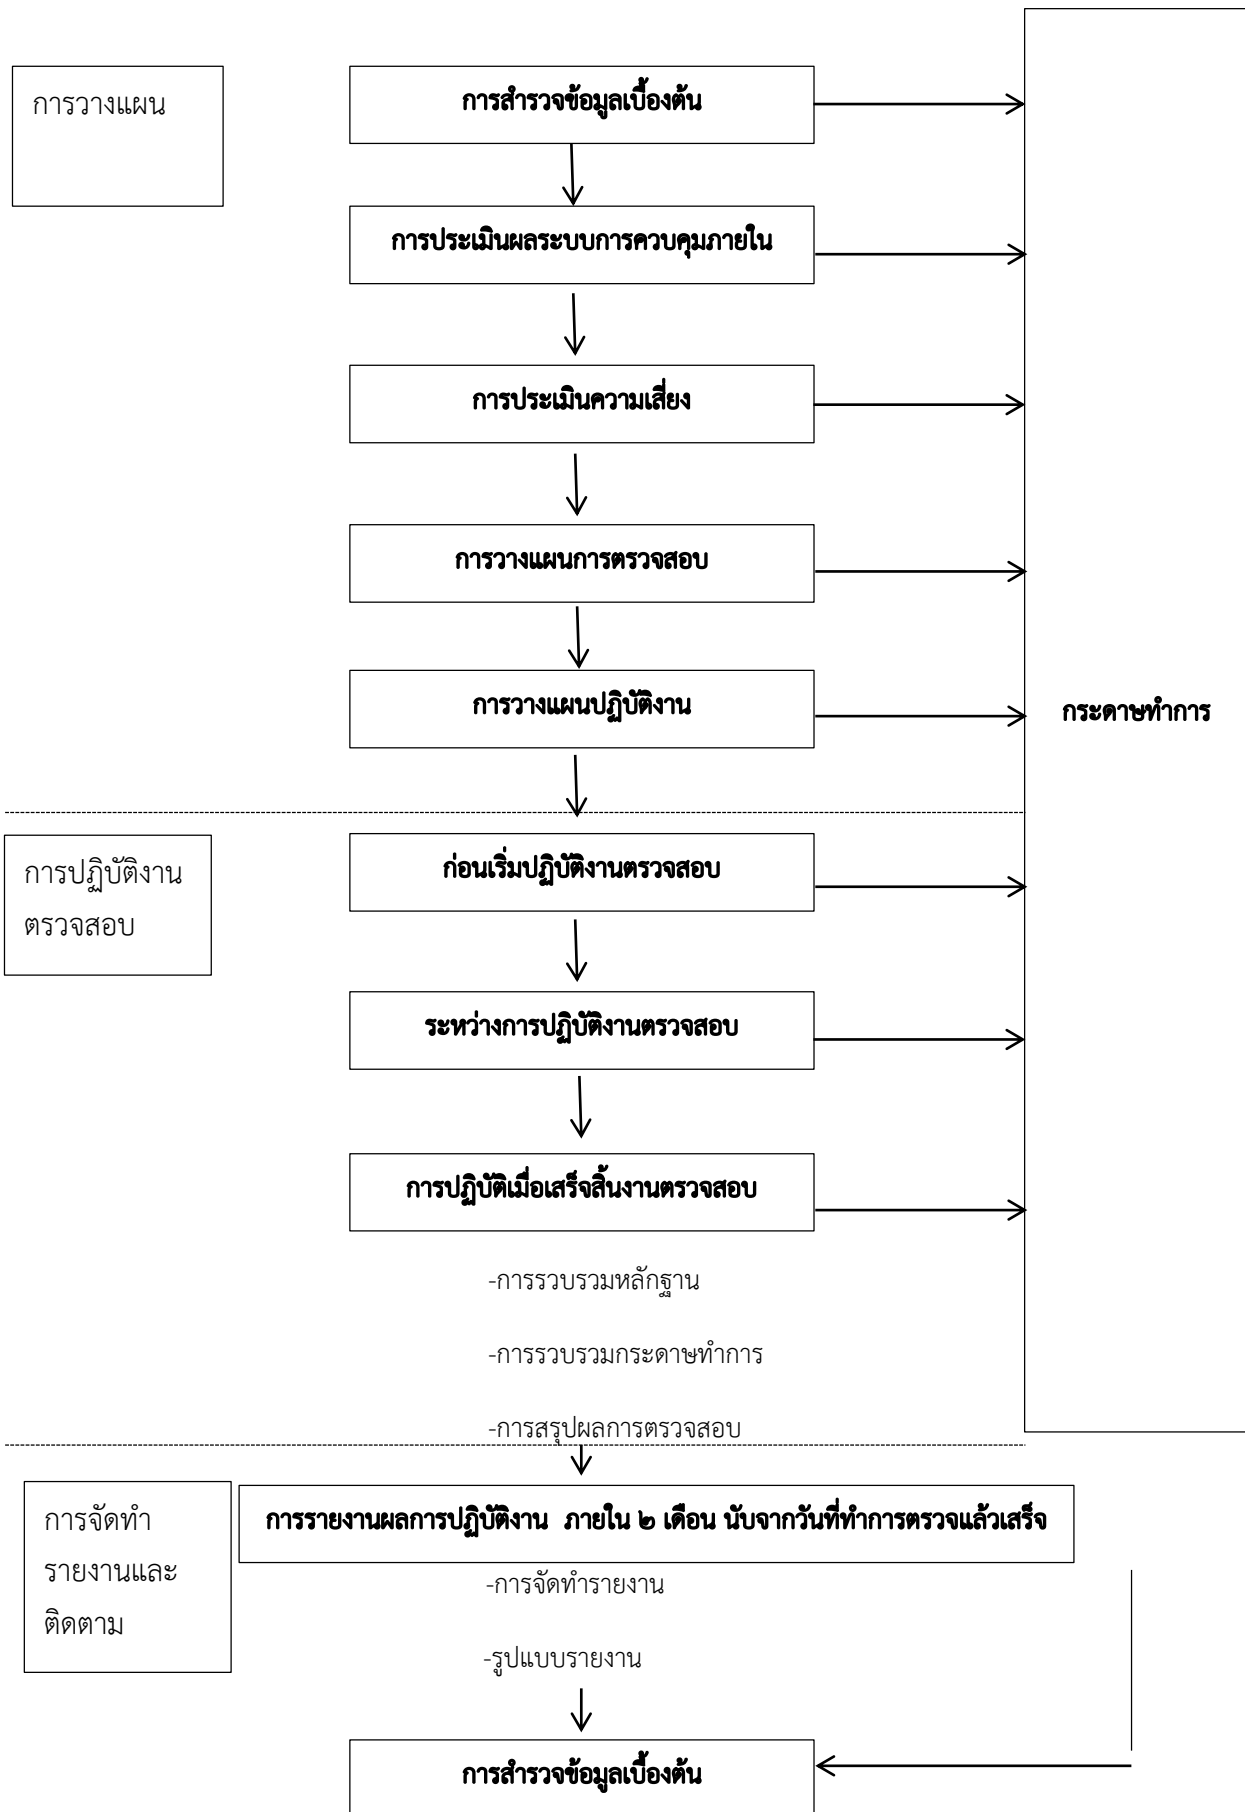 การวางแผน
การสำรวจข้อมูลเบื้องต้น
การประเมินผลระบบการควบคุมภายใน
การประเมินความเสี่ยง
การวางแผนการตรวจสอบ
การวางแผนปฏิบัติงาน
กระดาษทำการ
การปฏิบัติงาน
ตรวจสอบ
ก่อนเริ่มปฏิบัติงานตรวจสอบ
ระหว่างการปฏิบัติงานตรวจสอบ
การปฏิบัติเมื่อเสร็จสิ้นงานตรวจสอบ
-การรวบรวมหลักฐาน
-การรวบรวมกระดาษทำการ
-การสรุปผลการตรวจสอบ
การจัดทำ
รายงานและ
ติดตาม
การรายงานผลการปฏิบัติงาน ภายใน ๒ เดือน นับจากวันที่ทำการตรวจแล้วเสร็จ
-การจัดทำรายงาน
-รูปแบบรายงาน
การสำรวจข้อมูลเบื้องต้น